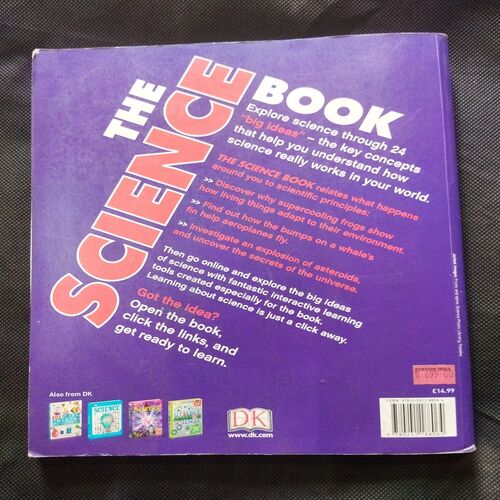 THE
SCIENCE
BOOK
Explore science through 24
"big ideas" – the key concepts
that help you understand how
science really works in your world.
THE SCIENCE BOOK relates what happens
around you to scientific principles:
>> Discover why supercooling frogs show
how living things adapt to their environment.
>> Find out how the bumps on a whale's
fin help aeroplanes fly.
>> Investigate an explosion of asteroids,
and uncover the secrets of the universe.
Then go online and explore the big ideas
of science with fantastic interactive learning
tools created especially for the book.
Learning about science is just a click away.
Got the idea?
Open the book,
click the links, and
get ready to learn.
Also from DK
SCIENCE
DK
www.dk.com
699.00
£14.99